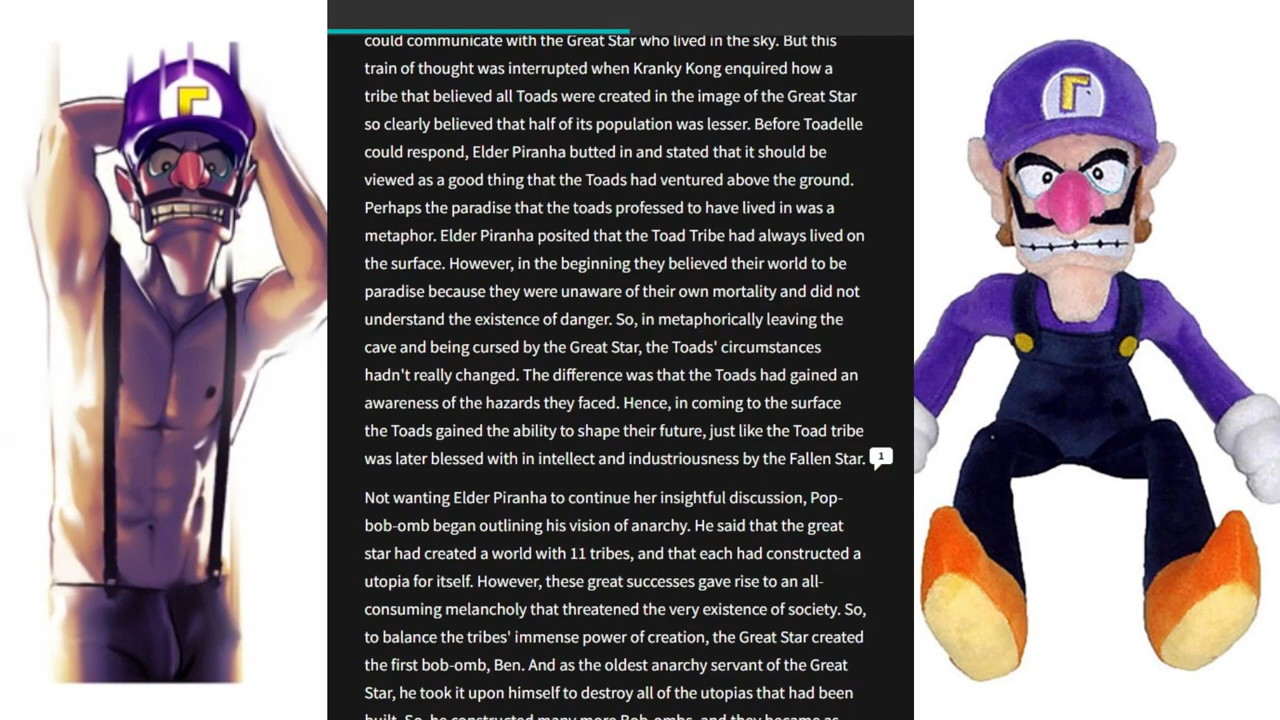 could communicate with the Great Star who lived in the sky. But this
train of thought was interrupted when Kranky Kong enquired how a
tribe that believed all Toads were created in the image of the Great Star
so clearly believed that half of its population was lesser. Before Toadelle
could respond, Elder Piranha butted in and stated that it should be
viewed as a good thing that the Toads had ventured above the ground.
Perhaps the paradise that the toads professed to have lived in was a
metaphor. Elder Piranha posited that the Toad Tribe had always lived on
the surface. However, in the beginning they believed their world to be
paradise because they were unaware of their own mortality and did not
understand the existence of danger. So, in metaphorically leaving the
cave and being cursed by the Great Star, the Toads' circumstances
hadn't really changed. The difference was that the Toads had gained an
awareness of the hazards they faced. Hence, in coming to the surface
the Toads gained the ability to shape their future, just like the Toad tribe
was later blessed with in intellect and industriousness by the Fallen Star. 1
Not wanting Elder Piranha to continue her insightful discussion, Pop-
bob-omb began outlining his vision of anarchy. He said that the great
star had created a world with 11 tribes, and that each had constructed a
utopia for itself. However, these great successes gave rise to an all-
consuming melancholy that threatened the very existence of society. So,
to balance the tribes' immense power of creation, the Great Star created
the first bob-omb, Ben. And as the oldest anarchy servant of the Great
Star, he took it upon himself to destroy all of the utopias that had been
built. So, he constructed many more Bob-ombs, and they became as